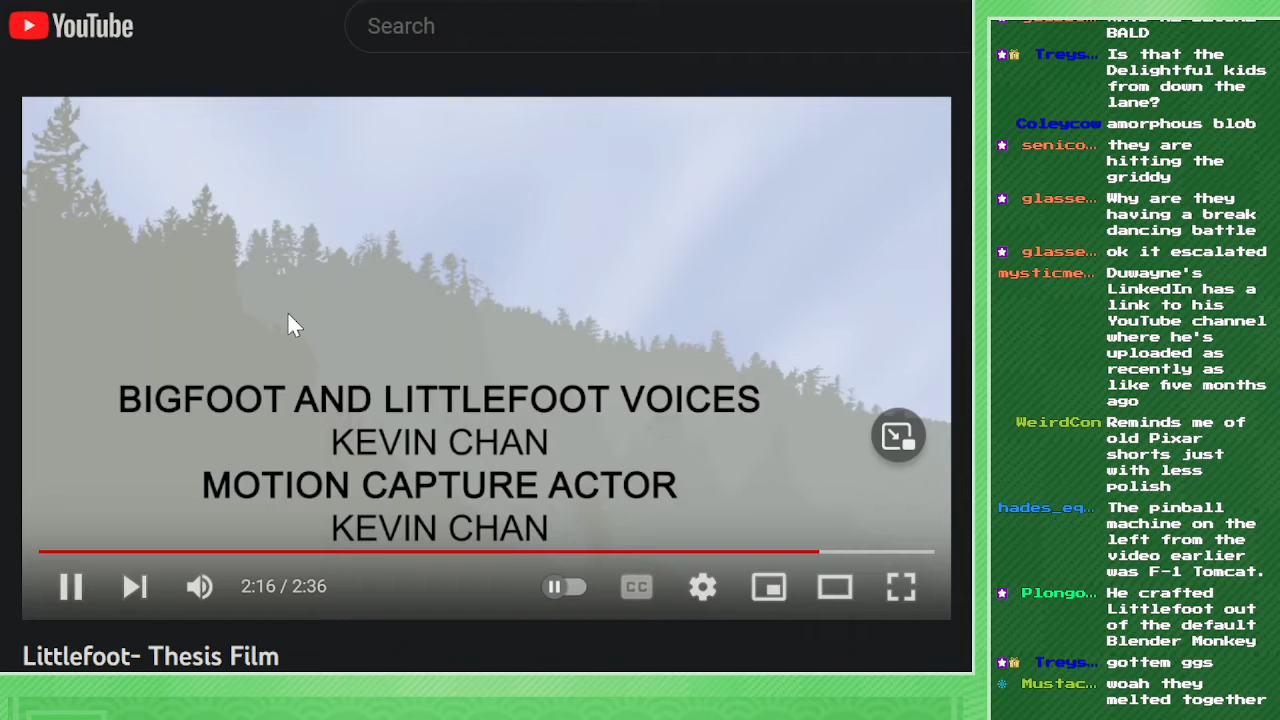 YouTube
Search
BIGFOOT AND LITTLEFOOT VOICES
KEVIN CHAN
MOTION CAPTURE ACTOR
KEVIN CHAN
2:16 / 2:36
CC
Littlefoot- Thesis Film
BALD
Treys… Is that the
Delightful kids
from down the
lane?
Coleycow amorphous blob
senico… they are
hitting the
griddy
glasse… Why are they
having a break
dancing battle
glasse… ok it escalated
mysticme… Duwayne's
LinkedIn has a
link to his
YouTube channel
where he's
uploaded as
recently as
like five months
ago
WeirdCon Reminds me of
old Pixar
shorts just
with less
polish
hades_eq… The pinball
machine on the
left from the
video earlier
was F-1 Tomcat.
Plongo… He crafted
Littlefoot out
of the default
Blender Monkey
Treys… gottem ggs
Mustac… woah they
melted together